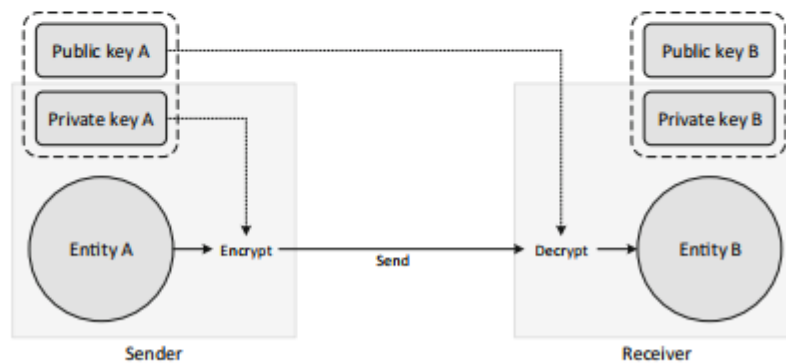 Public key A
Public key B
Private key A
Private key B
Entity A
Encrypt
Send
Decrypt
Entity B
Sender
Receiver